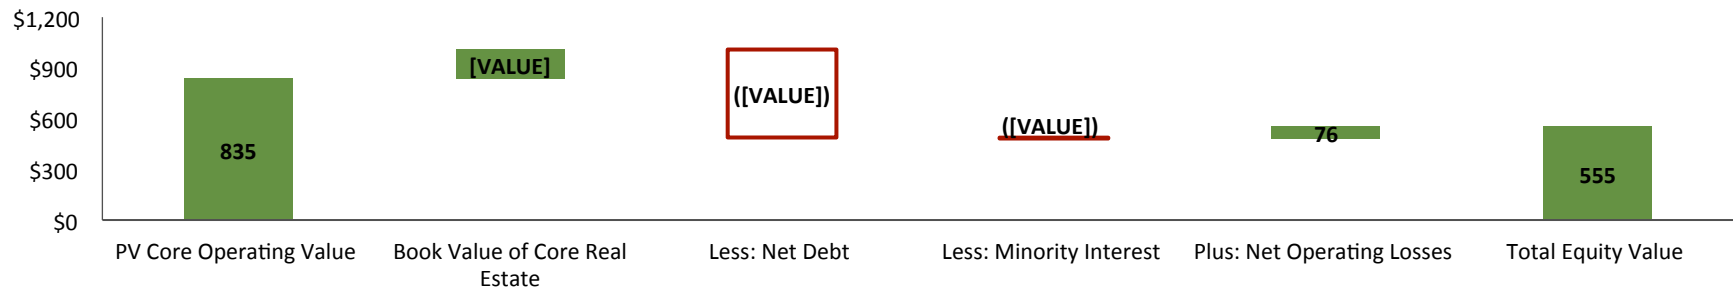 $1,200
$900
$600
$300
$0
835
[VALUE]
([VALUE])
([VALUE])
76
555
PV Core Operating Value
Book Value of Core Real
Estate
Less: Net Debt
Less: Minority Interest
Plus: Net Operating Losses
Total Equity Value